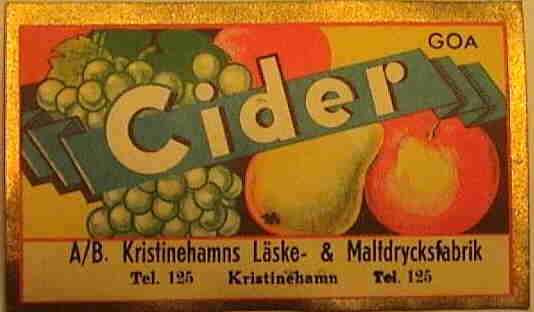 GOA
Cider
A/B. Kristinehamns Läske- & Maltdrycksfabrik
Tel. 125 Kristinehamn Tel. 125